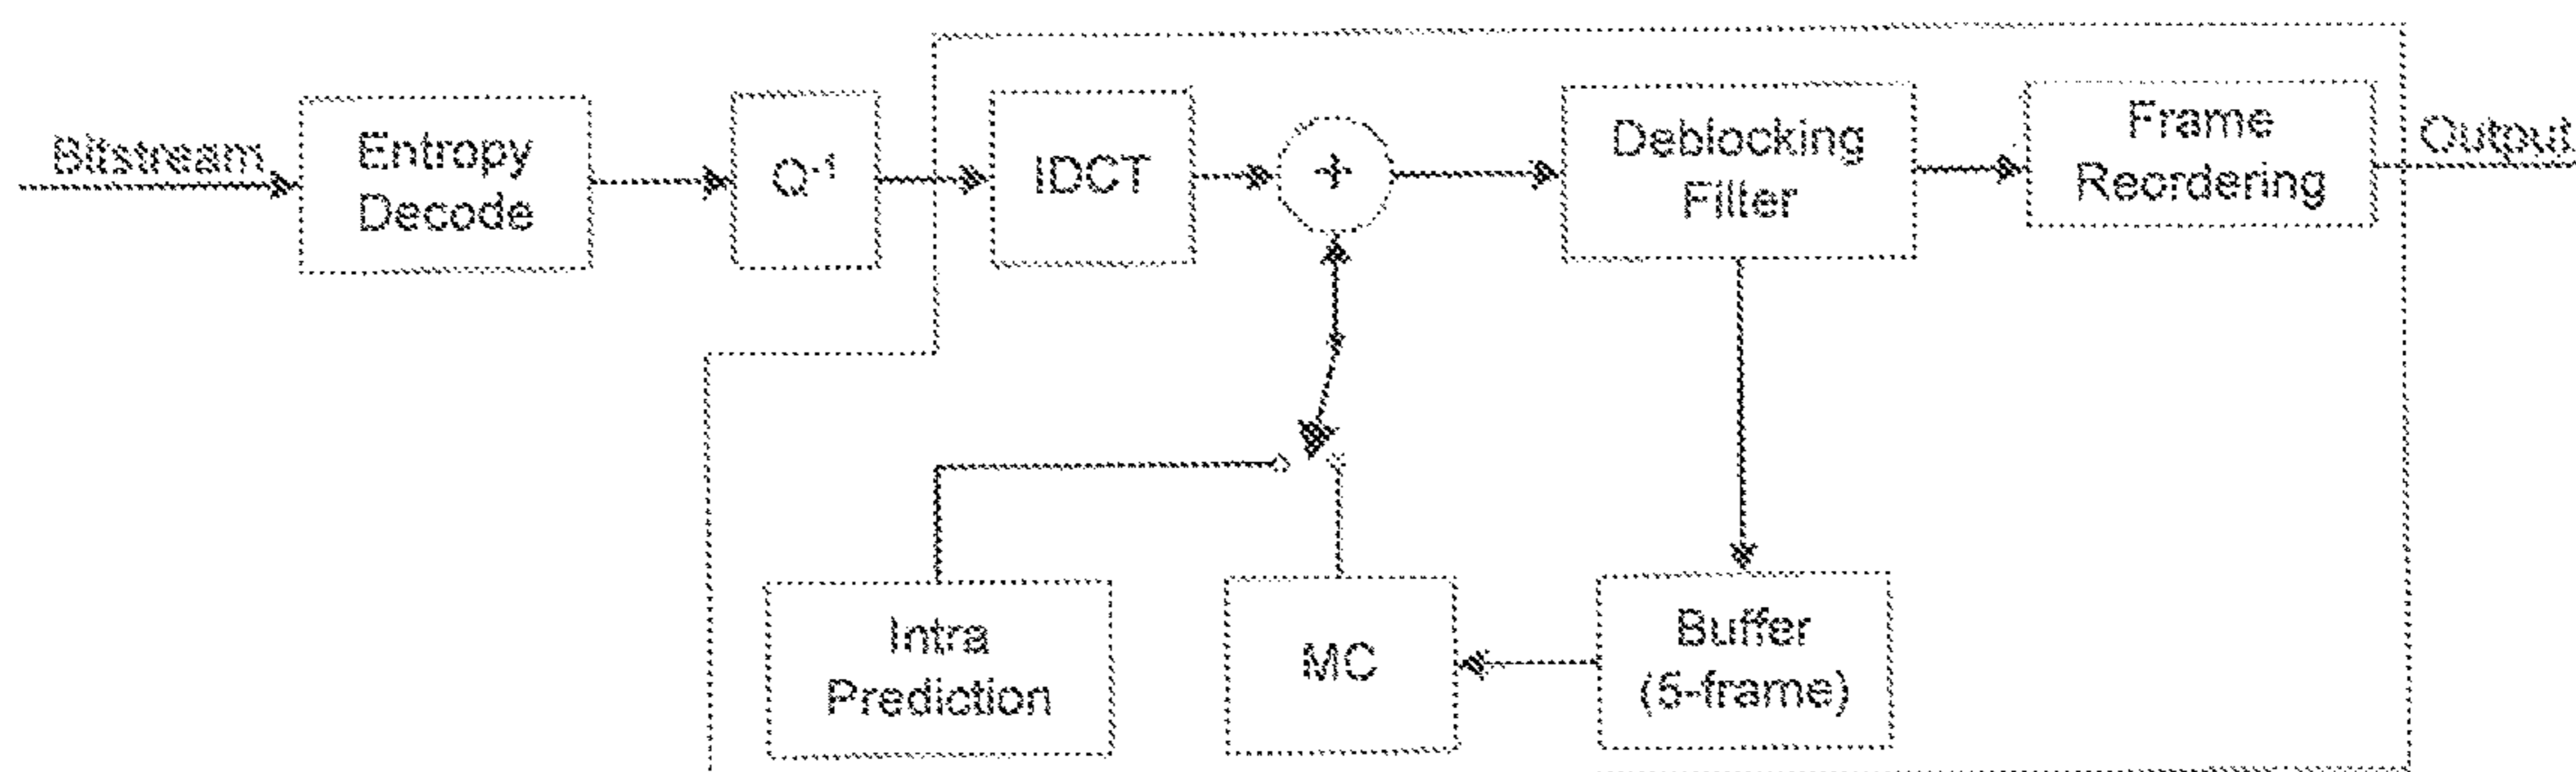 Bitstream
Entropy
Decode
Q-1
IDCT
+
Deblocking
Filter
Frame
Reordering
Output
Intra
Prediction
MC
Buffer
(5-frame)